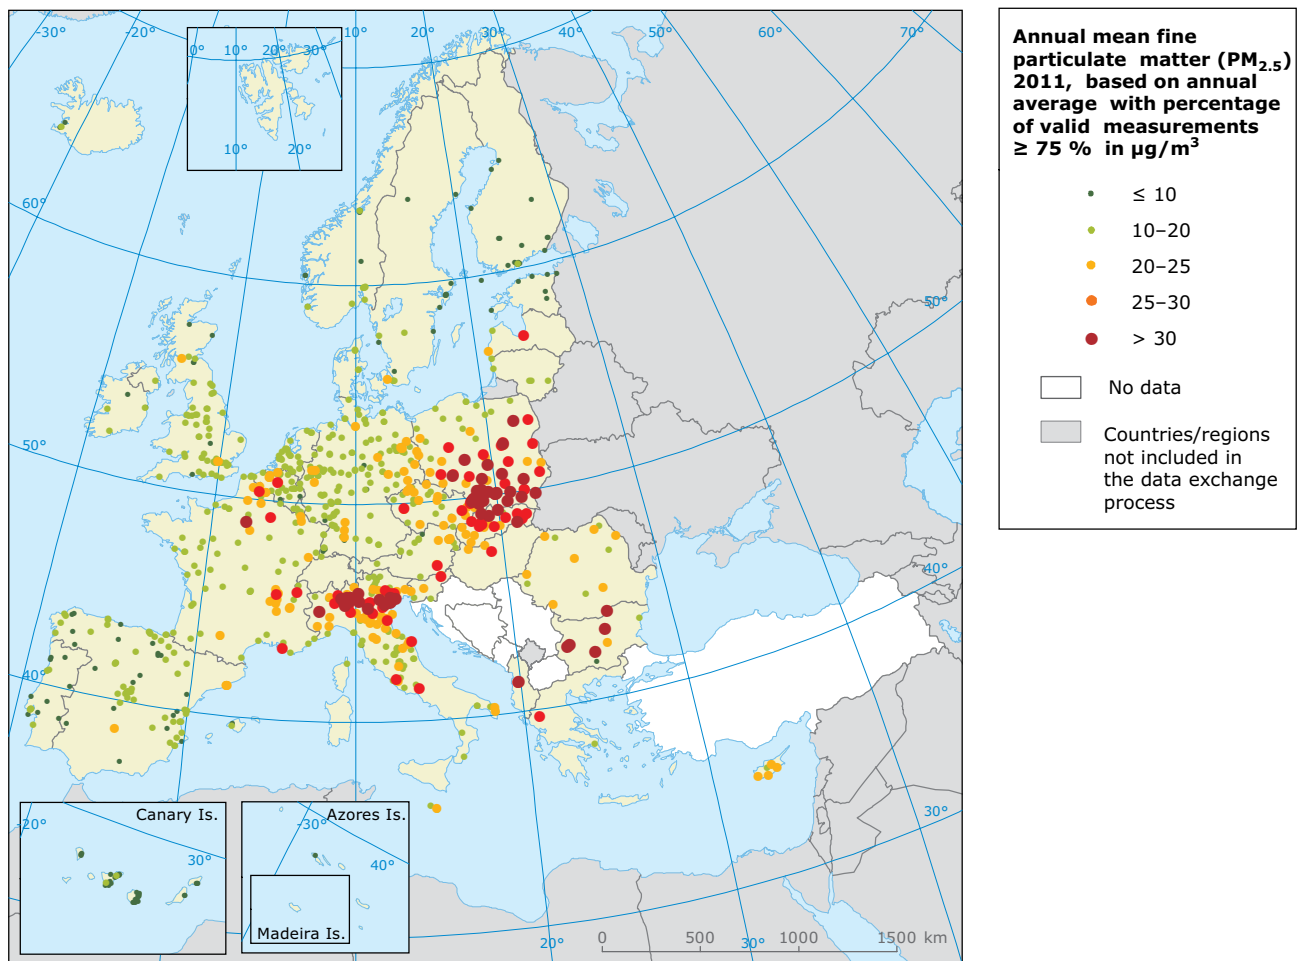 -30°
-20°
-10°
0°
10°
20°
30°
10°
20°
30°
40°
50°
60°
70°
10°
20°
60°
50°
50°
40°
40°
30°
Canary Is.
-20°
30°
Azores Is.
-30°
40°
Madeira Is.
20°
30°
0 500 1000 1500 km
Annual mean fine
particulate matter (PM2.5)
2011, based on annual
average with percentage
of valid measurements
≥ 75 % in µg/m³
≤ 10
10–20
20–25
25–30
> 30
No data
Countries/regions
not included in
the data exchange
process